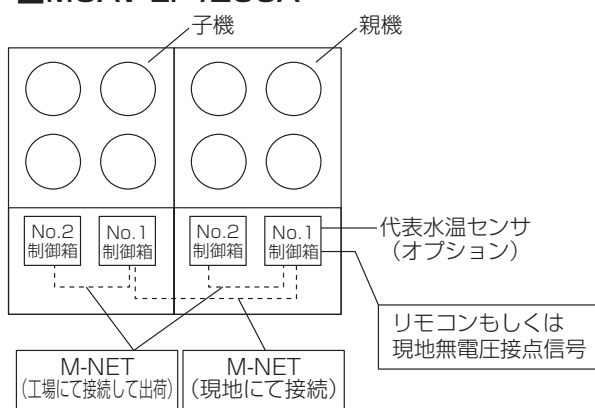 子機
親機
No.2
制御箱
No.1
制御箱
No.2
制御箱
No.1
制御箱
代表水温センサ
（オプション）
リモコンもしくは
現地無電圧接点信号
M-NET
（工場にて接続して出荷）
M-NET
（現地にて接続）